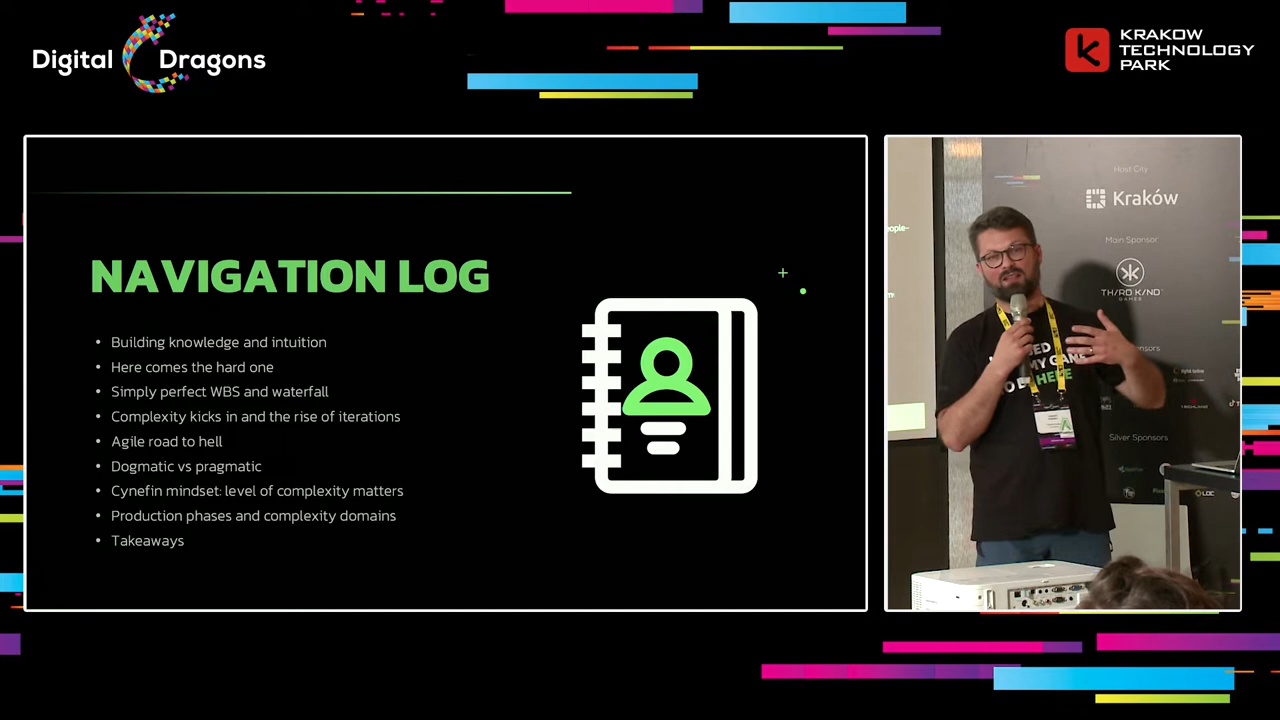 Digital Dragons
KRAKOW
TECHNOLOGY
PARK
NAVIGATION LOG
• Building knowledge and intuition
• Here comes the hard one
• Simply perfect WBS and waterfall
• Complexity kicks in and the rise of iterations
• Agile road to hell
• Dogmatic vs pragmatic
• Cynefin mindset: level of complexity matters
• Production phases and complexity domains
• Takeaways
Host City
Kraków
Main Sponsor
TH/RD K/ND
GAMES
MY GAME
HERE
Silver Sponsors